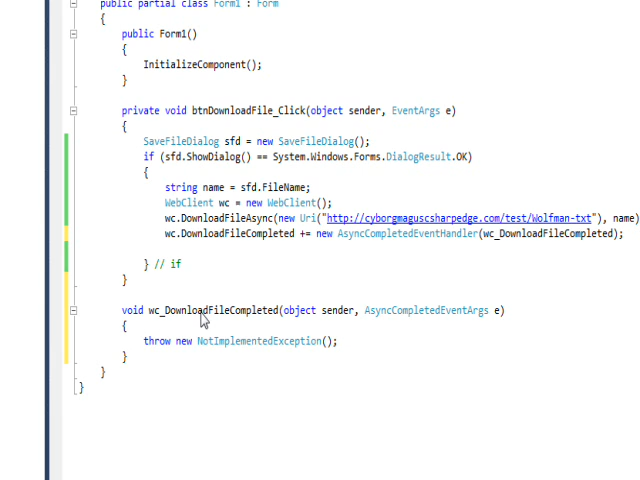 public partial class Form1 : Form
{
public Form1()
{
InitializeComponent();
}
private void btnDownloadFile_Click(object sender, EventArgs e)
{
SaveFileDialog sfd = new SaveFileDialog();
if (sfd.ShowDialog() == System.Windows.Forms.DialogResult.OK)
{
string name = sfd.FileName;
WebClient wc = new WebClient();
wc.DownloadFileAsync(new Uri("http://cyborgmaguscsharpedge.com/test/Wolfman-txt"), name)
wc.DownloadFileCompleted += new AsyncCompletedEventHandler(wc_DownloadFileCompleted);
} // if
}
void wc_DownloadFileCompleted(object sender, AsyncCompletedEventArgs e)
{
throw new NotImplementedException();
}
}
}